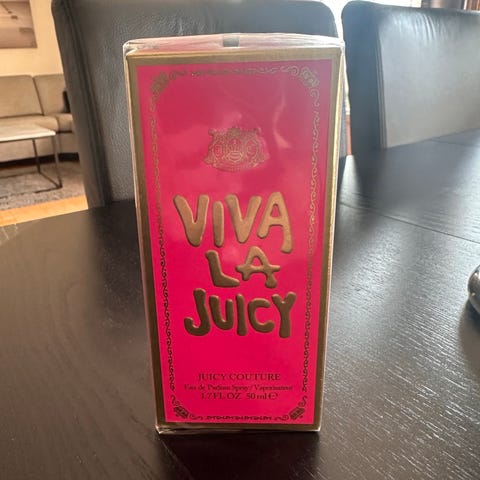 VIVA
LA
JUICY
JUICY COUTURE
Eau de Parfum Spray / Vaporisateur
1.7 FL OZ 50 ml ℮